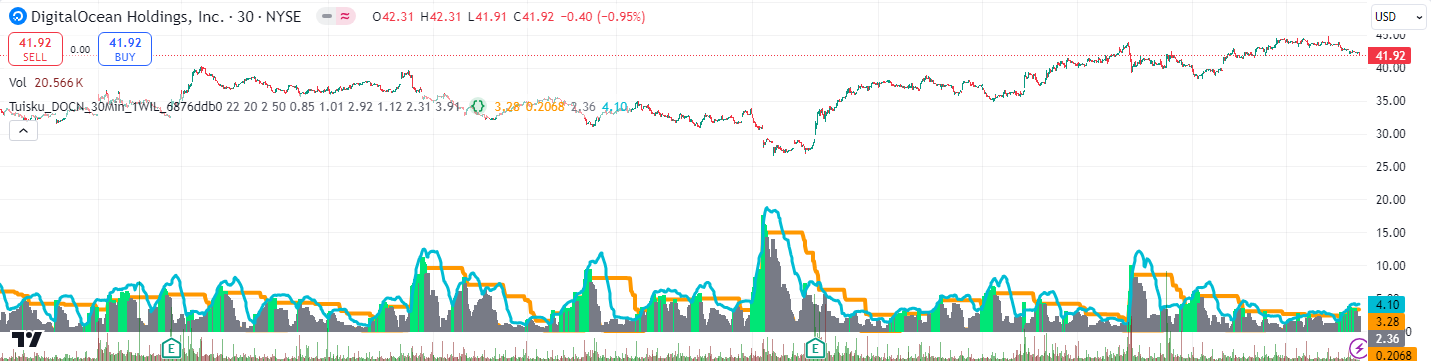 DigitalOcean Holdings, Inc. · 30 · NYSE O42.31 H42.31 L41.91 C41.92 −0.40 (−0.95%)
USD
41.92 SELL
0.00
41.92 BUY
Vol 20.566 K
Tuisku_DOCN_30Min_1WIL_6876ddb0 22 20 2 50 0.85 1.01 2.92 1.12 2.31 3.91 {} 3.28 0.2068 2.36 4.10
45.00
41.92
40.00
35.00
30.00
25.00
20.00
15.00
10.00
4.10
3.28
2.36
0.2068
E
E